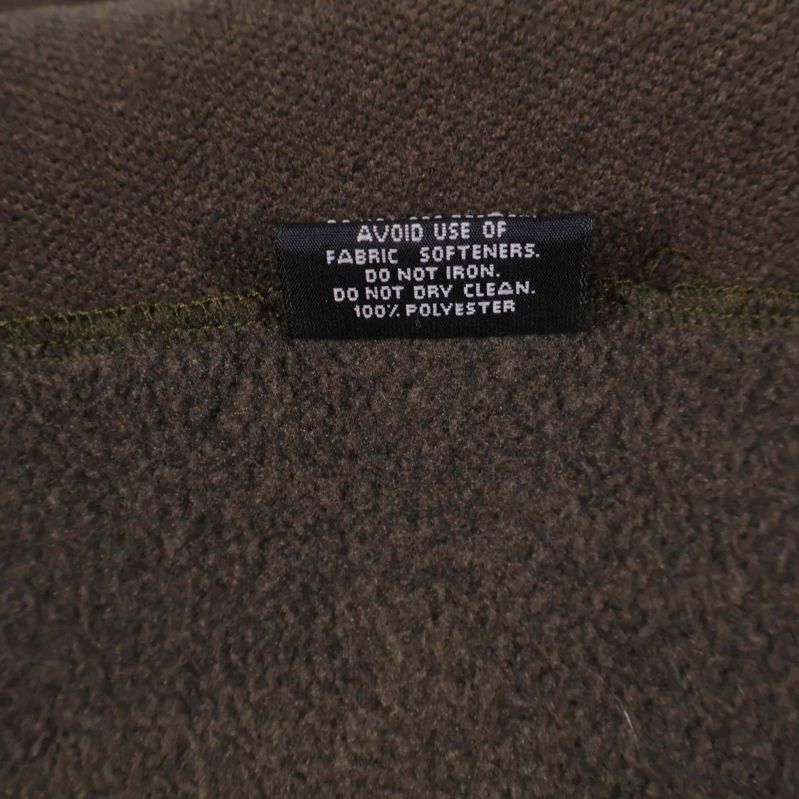 AVOID USE OF
FABRIC SOFTENERS.
DO NOT IRON.
DO NOT DRY CLEAN.
100% POLYESTER